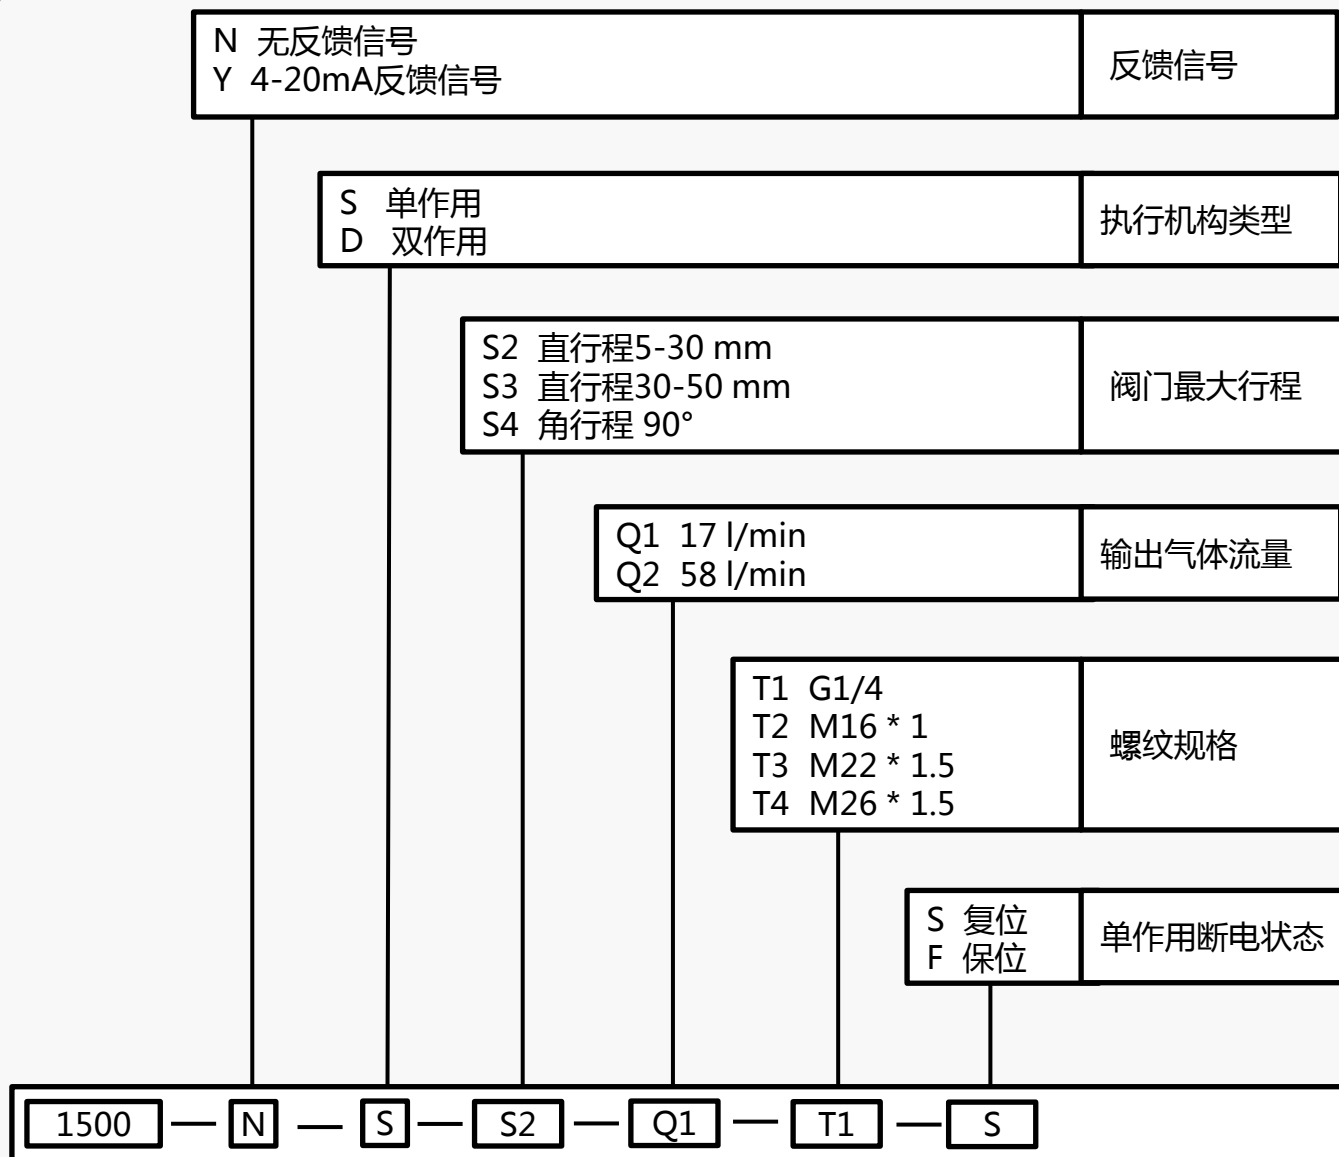 N 无反馈信号
Y 4-20mA反馈信号
反馈信号
S 单作用
D 双作用
执行机构类型
S2 直行程5-30 mm
S3 直行程30-50 mm
S4 角行程 90°
阀门最大行程
Q1 17 l/min
Q2 58 l/min
输出气体流量
T1 G1/4
T2 M16 * 1
T3 M22 * 1.5
T4 M26 * 1.5
螺纹规格
S 复位
F 保位
单作用断电状态
1500 — N — S — S2 — Q1 — T1 — S